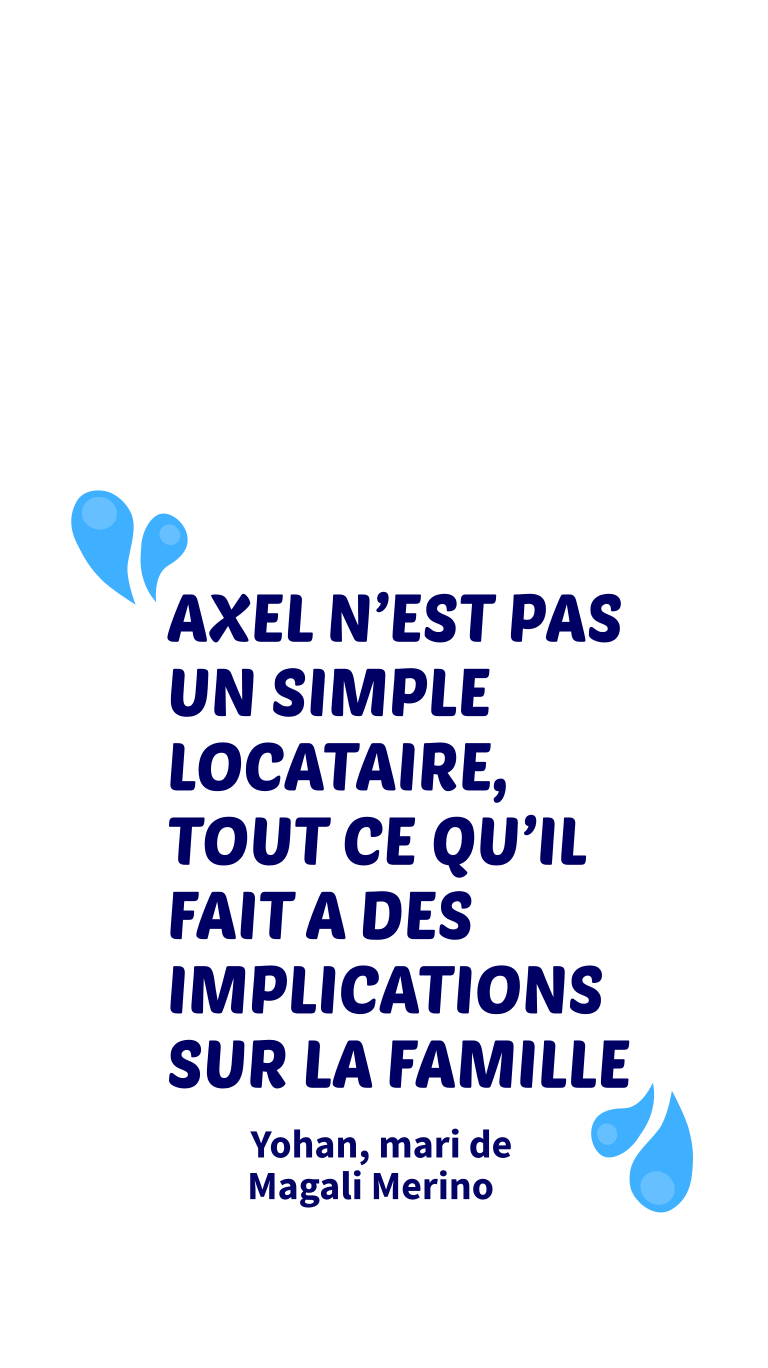 AXEL N’EST PAS
UN SIMPLE
LOCATAIRE,
TOUT CE QU’IL
FAIT A DES
IMPLICATIONS
SUR LA FAMILLE
Yohan, mari de
Magali Merino